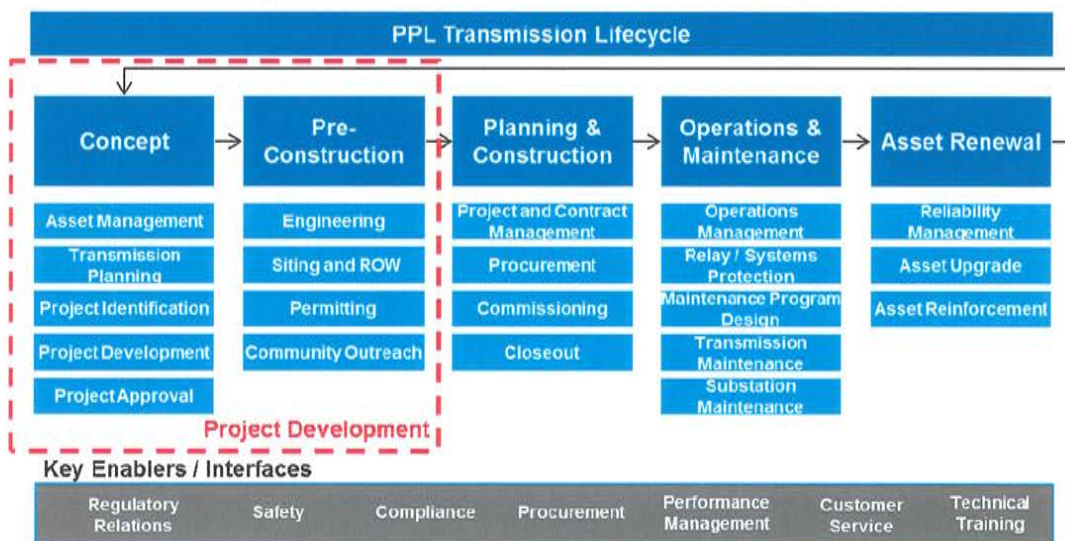 PPL Transmission Lifecycle
Concept
Pre-
Construction
Planning &
Construction
Operations &
Maintenance
Asset Renewal
Asset Management
Transmission
Planning
Project Identification
Project Development
Project Approval
Engineering
Siting and ROW
Permitting
Community Outreach
Project and Contract
Management
Procurement
Commissioning
Closeout
Operations
Management
Relay / Systems
Protection
Maintenance Program
Design
Transmission
Maintenance
Substation
Maintenance
Reliability
Management
Asset Upgrade
Asset Reinforcement
Project Development
Key Enablers / Interfaces
Regulatory
Relations
Safety
Compliance
Procurement
Performance
Management
Customer
Service
Technical
Training